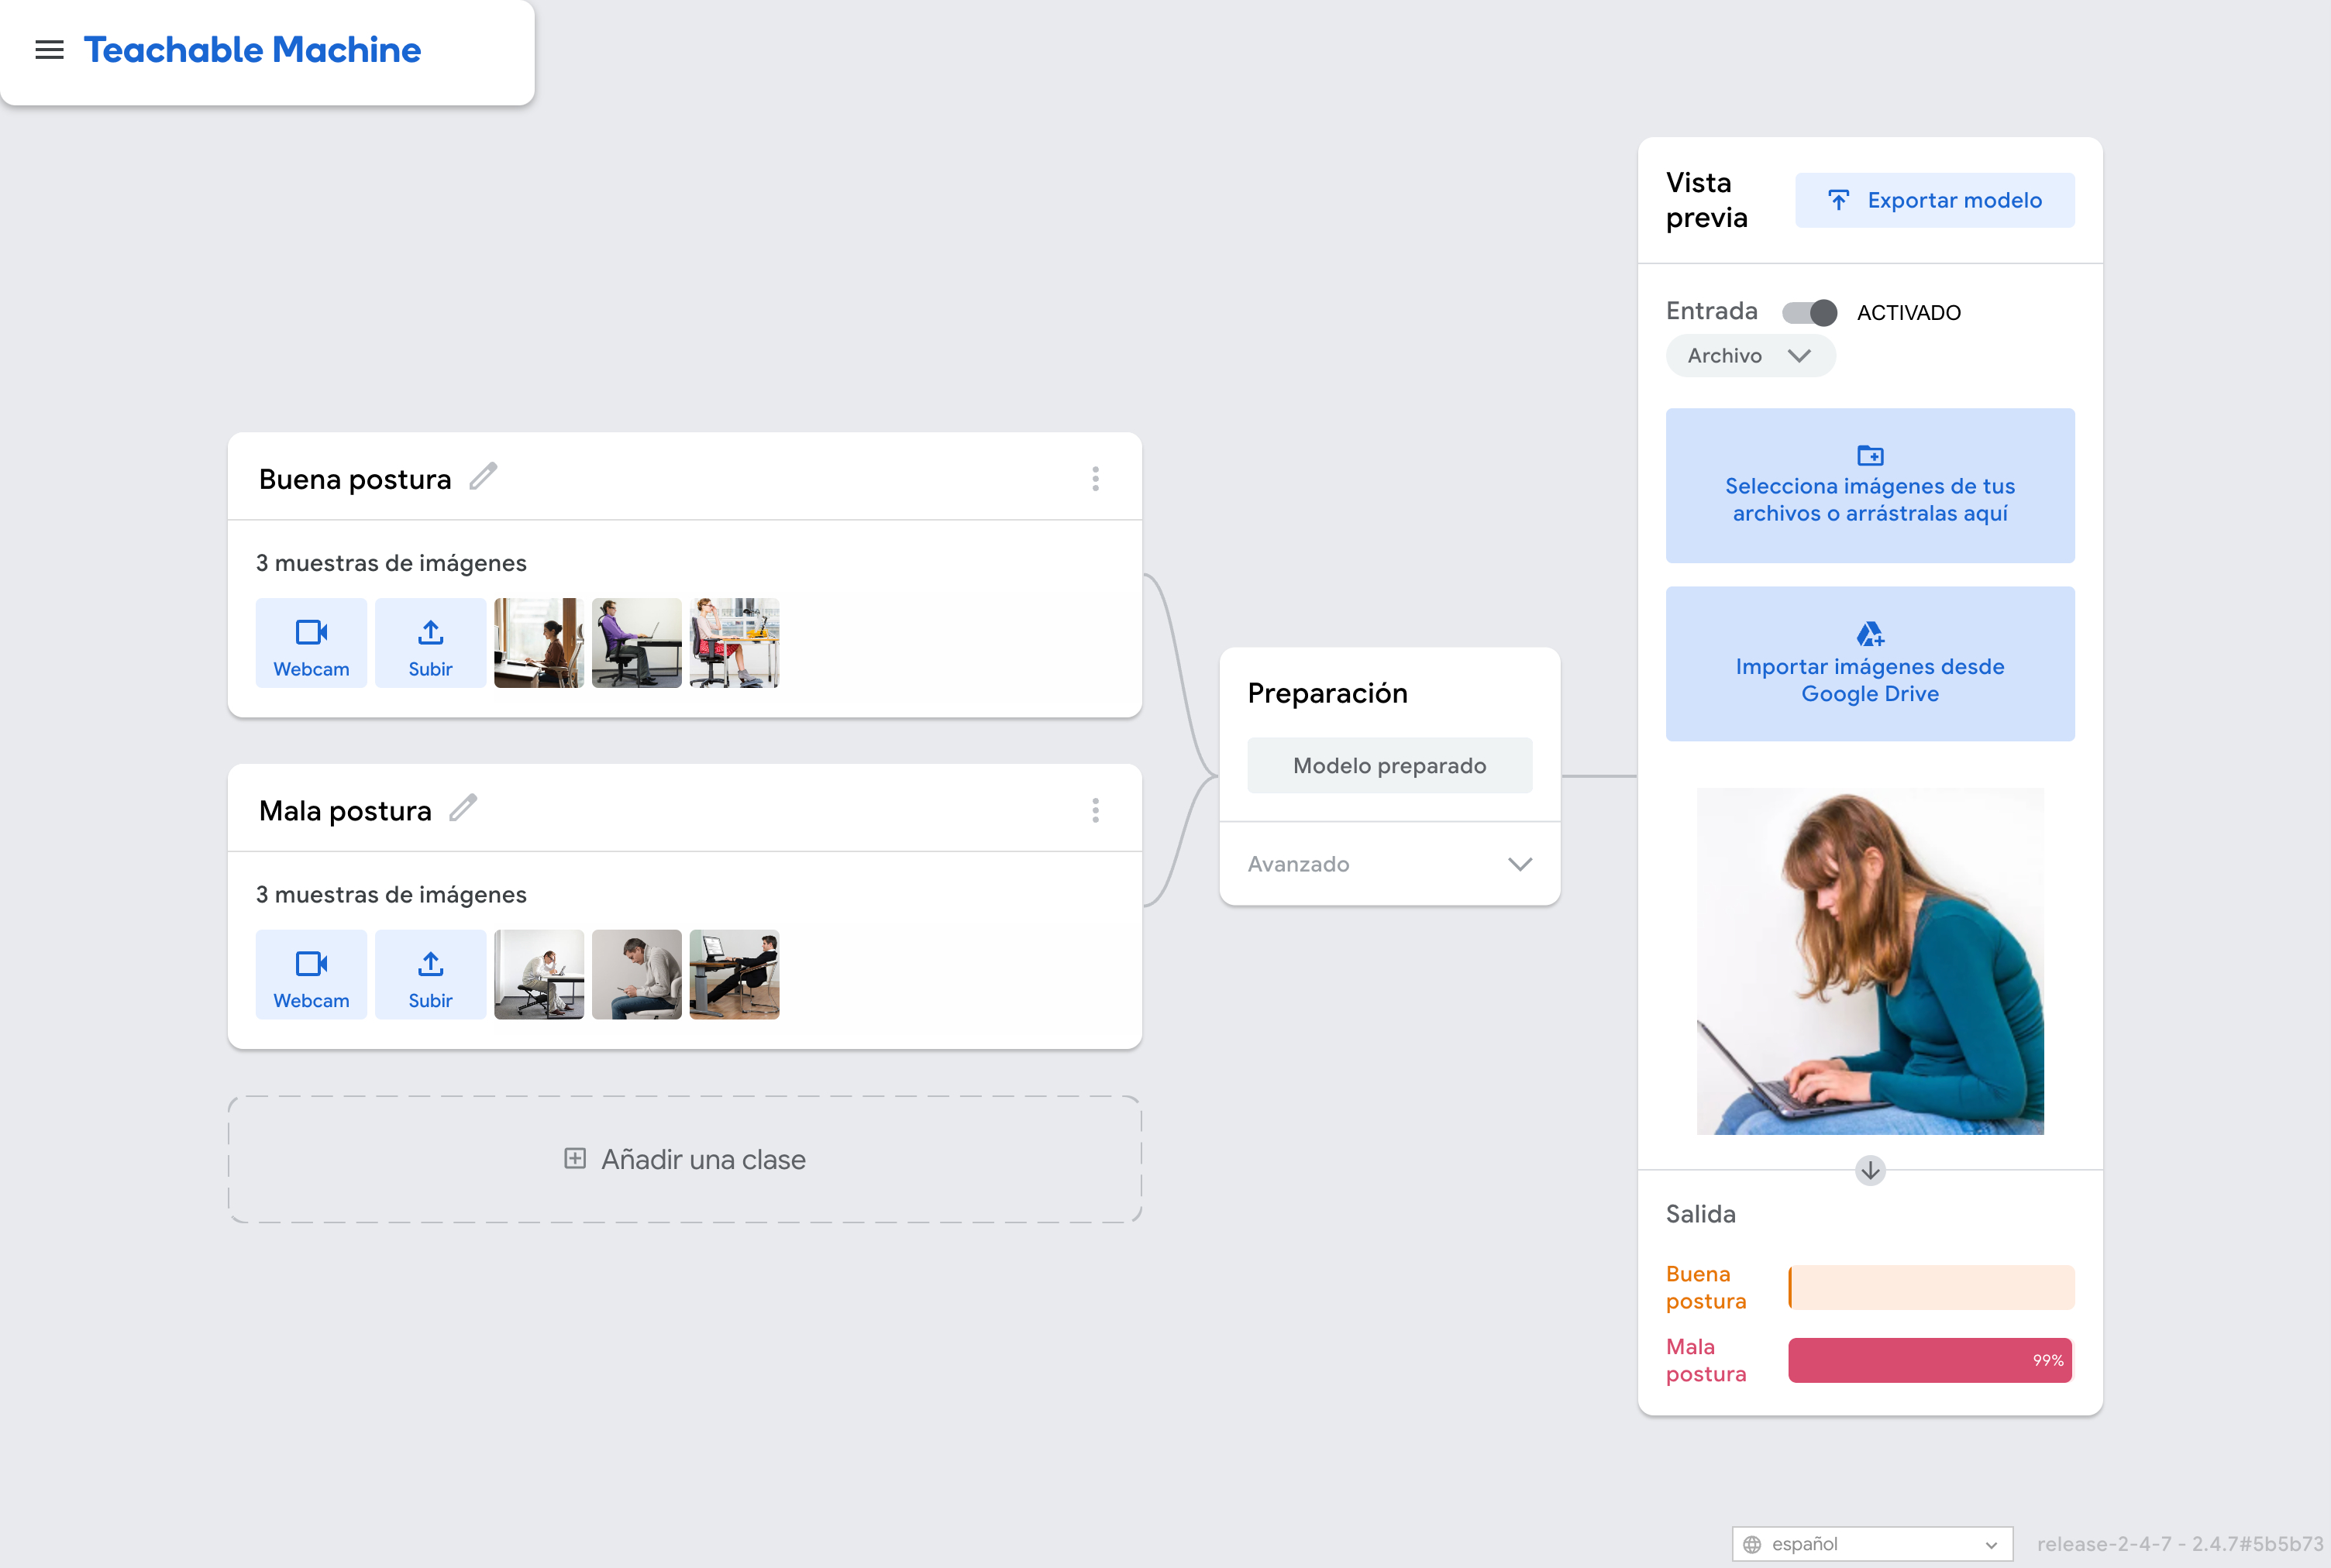 Teachable Machine
Buena postura
3 muestras de imágenes
Webcam
Subir
Mala postura
3 muestras de imágenes
Webcam
Subir
Añadir una clase
Preparación
Modelo preparado
Avanzado
Vista
previa
Exportar modelo
Entrada
ACTIVADO
Archivo
Selecciona imágenes de tus
archivos o arrástralas aquí
Importar imágenes desde
Google Drive
Salida
Buena
postura
Mala
postura
99%
español
release-2-4-7 - 2.4.7#5b5b73